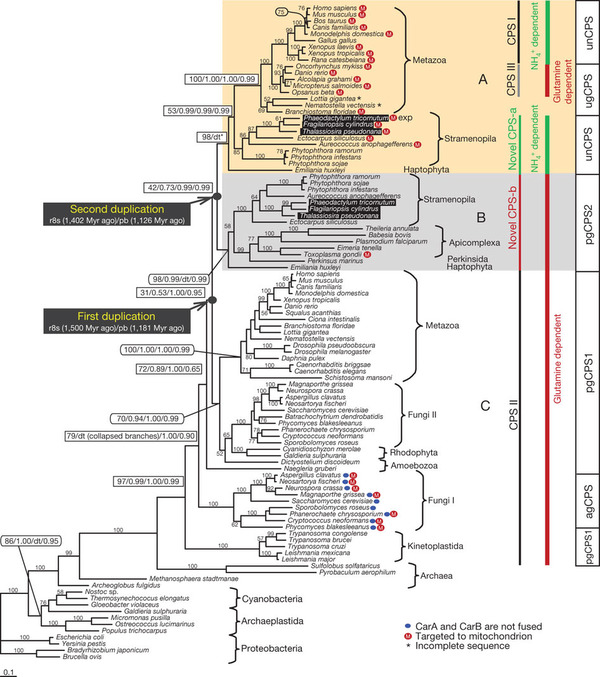 Homo sapiens M
75
76
Mus musculus M
Bos taurus M
Canis familiaris M
Monodelphis domestica M
Gallus gallus
Xenopus laevis M
Xenopus tropicalis M
Rana catesbeiana M
Oncorhynchus mykiss M
Danio rerio M
Alcolapia grahami M
Micropterus salmoides M
Opsanus beta M
Lottia gigantea *
Nematostella vectensis *
Branchiostoma floridae M
Metazoa
100/1.00/1.00/0.99
A
53/0.99/0.99/0.99
Phaeodactylum tricornutum M exp
Fragilariopsis cylindrus M
Thalassiosira pseudonana M
Ectocarpus siliculosus M
Aureococcus anophagefferens M
Phytophthora ramorum
Phytophthora infestans
Phytophthora sojae
Stramenopila
98/dt*
Emiliania huxleyi
Haptophyta
42/0.73/0.99/0.99
Phytophthora ramorum
Phytophthora sojae
Phytophthora infestans
Aureococcus anophaefferens
Phaeodactylum tricornutum
Fragilariopsis cylindrus
Thalassiosira pseudonana
Ectocarpus siliculosus
Stramenopila
B
Second duplication
r8s (1,402 Myr ago)/pb (1,126 Myr ago)
Theileria annulata
Babesia bovis
Plasmodium falciparum
Eimeria tenella
Toxoplasma gondii M
Apicomplexa
Perkinsus marinus
Perkinsida
Emiliania huxleyi
Haptophyta
98/0.99/dt/0.99
31/0.53/1.00/0.95
First duplication
r8s (1,500 Myr ago)/pb (1,181 Myr ago)
Homo sapiens
Mus musculus
Canis familiaris
Monodelphis domestica
Xenopus tropicalis
Danio rerio
Squalus acanthias
Ciona intestinalis
Branchiostoma floridae
Lottia gigantea
Nematostella vectensis
Drosophila pseudoobscura
Drosophila melanogaster
Daphnia pulex
Caenorhabditis briggsae
Caenorhabditis elegans
Schistosoma mansoni
Metazoa
100/1.00/1.00/0.99
72/0.89/1.00/0.65
C
Magnaporthe grisea
Neurospora crassa
Aspergillus clavatus
Neosartorya fischeri
Saccharomyces cerevisiae
Batrachochytrium dendrobatidis
Phycomyces blakesleeanus
Phanerochaete chrysosporium
Cryptococcus neoformans
Sporobolomyces roseus
Fungi II
70/0.94/1.00/0.99
79/dt (collapsed branches)/1.00/0.90
Cyanidioschyzon merolae
Galdieria sulphuraria
Rhodophyta
Dictyostelium discoideum
Naegleria gruberi
Amoebozoa
97/0.99/1.00/0.99
Aspergillus clavatus M
Neosartorya fischeri M
Neurospora crassa M
Magnaporthe grisea M
Saccharomyces cerevisiae
Sporobolomyces roseus
Phanerochaete chrysosporium M
Cryptococcus neoformans M
Phycomyces blakesleeanus M
Fungi I
Trypanosoma congolense
Trypanosoma brucei
Trypanosoma cruzi
Leishmania mexicana
Leishmania major
Kinetoplastida
86/1.00/dt/0.95
Sulfolobus solfataricus
Pyrobaculum aerophilum
Methanosphaera stadtmanae
Archeoglobus fulgidus
Archaea
Nostoc sp.
Thermosynechococcus elongatus
Gloeobacter violaceus
Cyanobacteria
Galdieria sulphuraria
Micromonas pusilla
Ostreococcus lucimarinus
Populus trichocarpus
Archaeplastida
Escherichia coli
Yersinia pestis
Bradyrhizobium japonicum
Brucella ovis
Proteobacteria
0.1
CarA and CarB are not fused
M Targeted to mitochondrion
* Incomplete sequence
CPS I
CPS III
Novel CPS-a
Novel CPS-b
CPS II
NH4+ dependent
Glutamine dependent
NH4+ dependent
Glutamine dependent
unCPS
ugCPS
unCPS
pgCPS2
pgCPS1
agCPS
pgCPS1